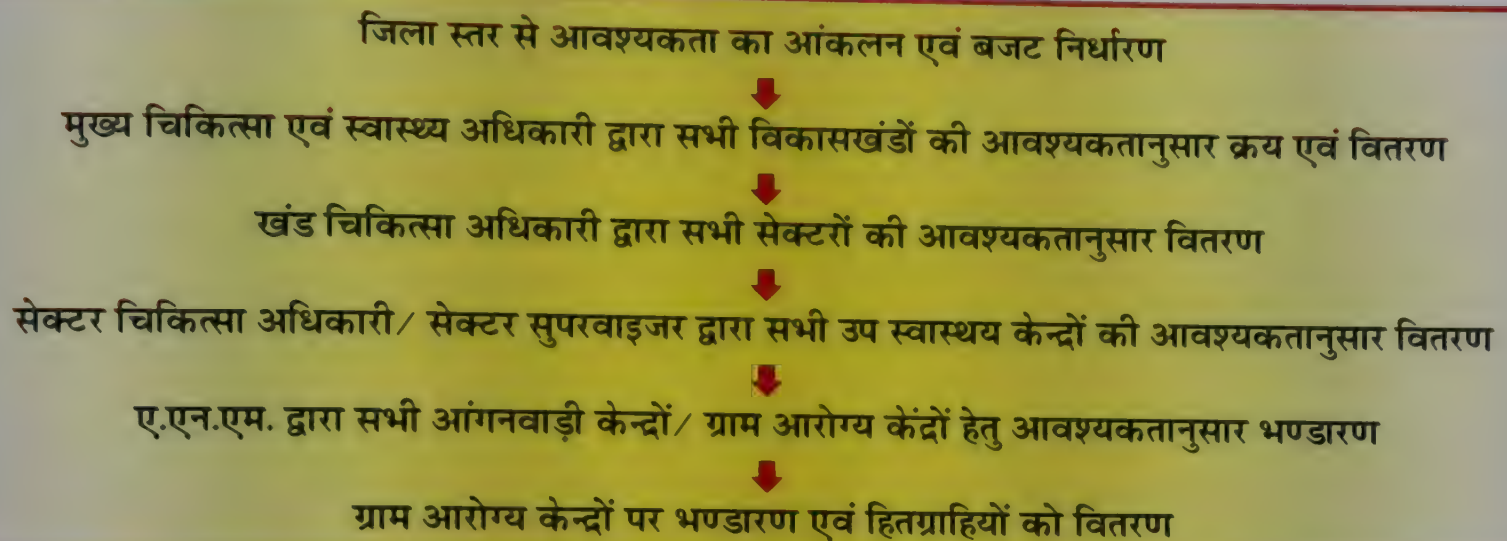 जिला स्तर से आवश्यकता का आंकलन एवं बजट निर्धारण
मुख्य चिकित्सा एवं स्वास्थ्य अधिकारी द्वारा सभी विकासखंडों की आवश्यकतानुसार क्रय एवं वितरण
खंड चिकित्सा अधिकारी द्वारा सभी सेक्टरों की आवश्यकतानुसार वितरण
सेक्टर चिकित्सा अधिकारी/ सेक्टर सुपरवाइजर द्वारा सभी उप स्वास्थय केन्द्रों की आवश्यकतानुसार वितरण
ए.एन.एम. द्वारा सभी आंगनवाड़ी केन्द्रों/ ग्राम आरोग्य केंद्रों हेतु आवश्यकतानुसार भण्डारण
ग्राम आरोग्य केन्द्रों पर भण्डारण एवं हितग्राहियों को वितरण